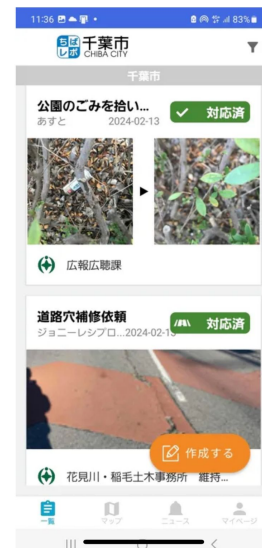 11:36 83%
ちば
レポ
千葉市
CHIBA CITY
千葉市
公園のごみを拾い...
対応済
あすと 2024-02-13
広報広聴課
道路穴補修依頼
対応済
ジョニーレシプロ...2024-02-13
作成する
花見川・稲毛土木事務所 維持...
一覧
マップ
ニュース
マイページ